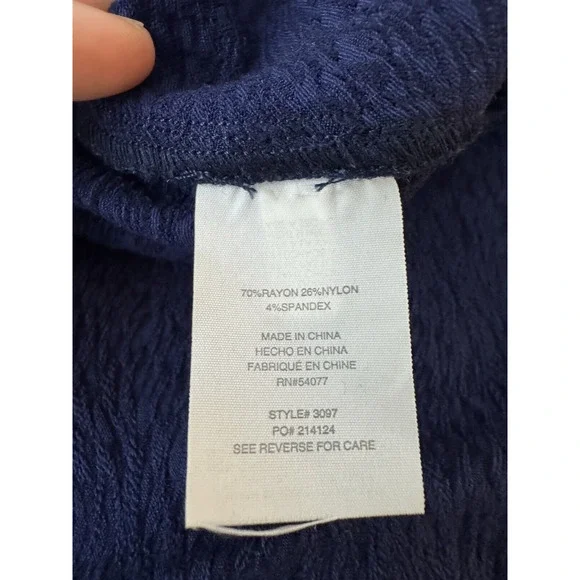 70%RAYON 26%NYLON
4%SPANDEX
MADE IN CHINA
HECHO EN CHINA
FABRIQUÉ EN CHINE
RN#54077
STYLE# 3097
PO# 214124
SEE REVERSE FOR CARE